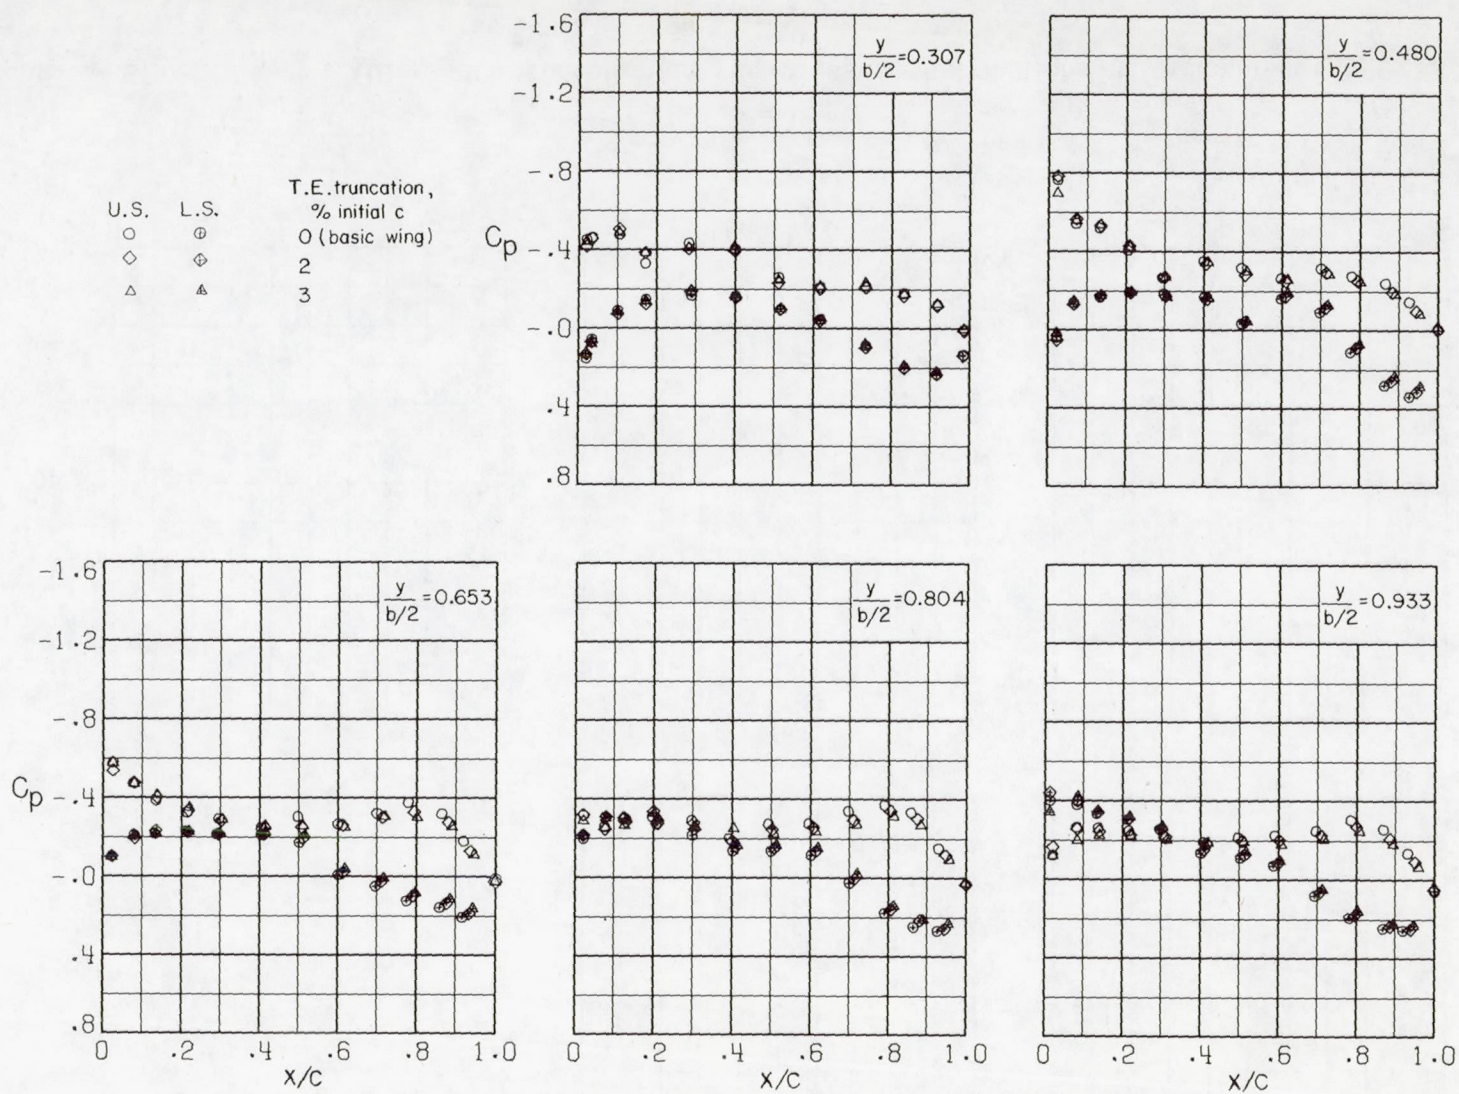 U.S. L.S. T.E. truncation, % initial c
0 (basic wing)
2
3
-1.6
-1.2
-.8
Cp -.4
-.0
.4
.8
y
b/2 =0.307
y
b/2 =0.480
-1.6
-1.2
-.8
Cp -.4
-.0
.4
.8
y
b/2 =0.653
y
b/2 =0.804
y
b/2 =0.933
0 .2 .4 .6 .8 1.0
X/C
0 .2 .4 .6 .8 1.0
X/C
0 .2 .4 .6 .8 1.0
X/C